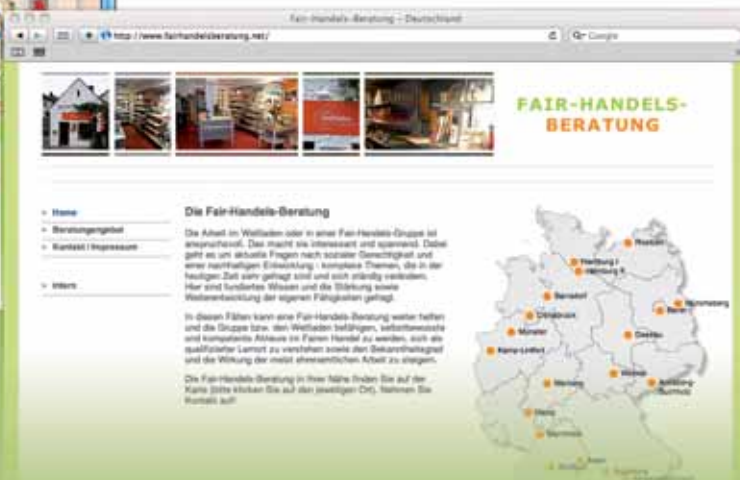 Fair-Handels-Beratung – Deutschland
http://www.fairhandelsberatung.net/
Google
FAIR-HANDELS-
BERATUNG
Home
Beratungsangebot
Kontakt / Impressum
Intern
Die Fair-Handels-Beratung
Die Arbeit im Weltladen oder in einer Fair-Handels-Gruppe ist
anspruchsvoll. Das macht sie interessant und spannend. Dabei
geht es um aktuelle Fragen nach sozialer Gerechtigkeit und
einer nachhaltigen Entwicklung - komplexe Themen, die in der
heutigen Zeit sehr gefragt sind und sich ständig verändern.
Hier sind fundiertes Wissen und die Stärkung sowie
Weiterentwicklung der eigenen Fähigkeiten gefragt.
In diesen Fällen kann eine Fair-Handels-Beratung weiter helfen
und die Gruppe bzw. den Weltladen befähigen, selbstbewusste
und kompetente Akteure im Fairen Handel zu werden, sich als
qualifizierter Lernort zu verstehen sowie den Bekanntheitsgrad
und die Wirkung der meist ehrenamtlichen Arbeit zu steigern.
Die Fair-Handels-Beratung in Ihrer Nähe finden Sie auf der
Karte (bitte klicken Sie auf den jeweiligen Ort). Nehmen Sie
Kontakt auf!
Rostock
Hamburg I
Hamburg II
Barnstorf
Müncheberg
Berlin
Osnabrück
Münster
Dessau
Kamp-Lintfort
Weimar
Marburg
Annaberg-
Buchholz
Mainz
Augsburg